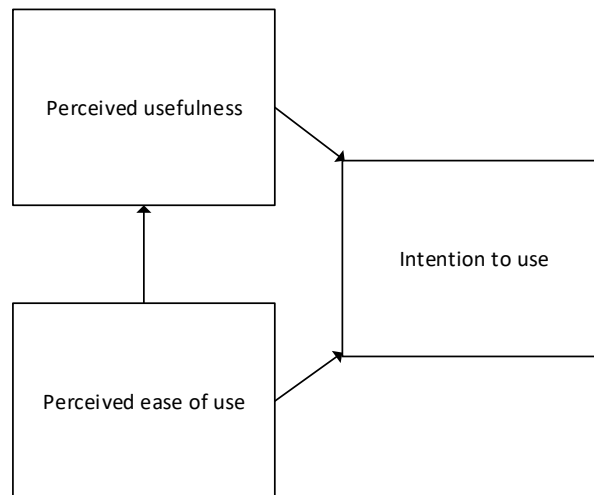 Perceived usefulness
Intention to use
Perceived ease of use